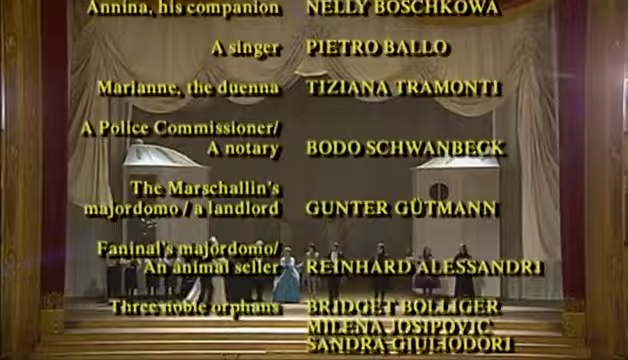 Annina, his companion NELLY BOSCHKOWA
A singer PIETRO BALLO
Marianne, the duenna TIZIANA TRAMONTI
A Police Commissioner/
A notary BODO SCHWANBECK
The Marschallin's
majordomo / a landlord GUNTER GÜTMANN
Faninal's majordomo/
An animal seller REINHARD ALESSANDRI
Three noble orphans BRIDGET BOLLIGER
MILENA JOSIPOVIC
SANDRA GIULIODORI